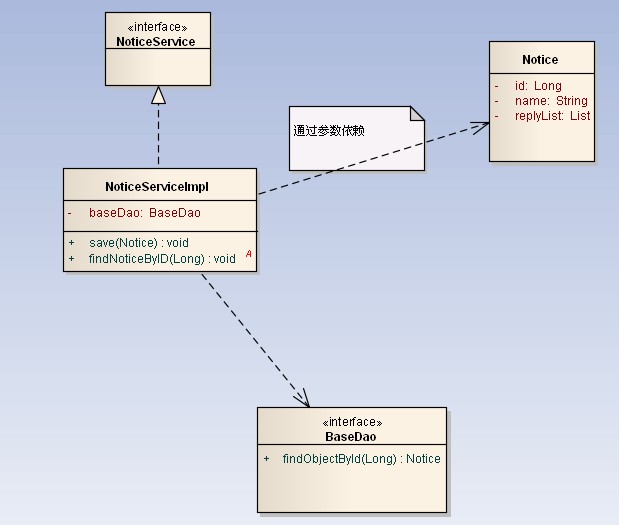 «interface»
NoticeService
Notice
- id: Long
- name: String
- replyList: List
通过参数依赖
NoticeServiceImpl
- baseDao: BaseDao
+ save(Notice) : void
+ findNoticeByID(Long) : void
A
«interface»
BaseDao
+ findObjectById(Long) : Notice